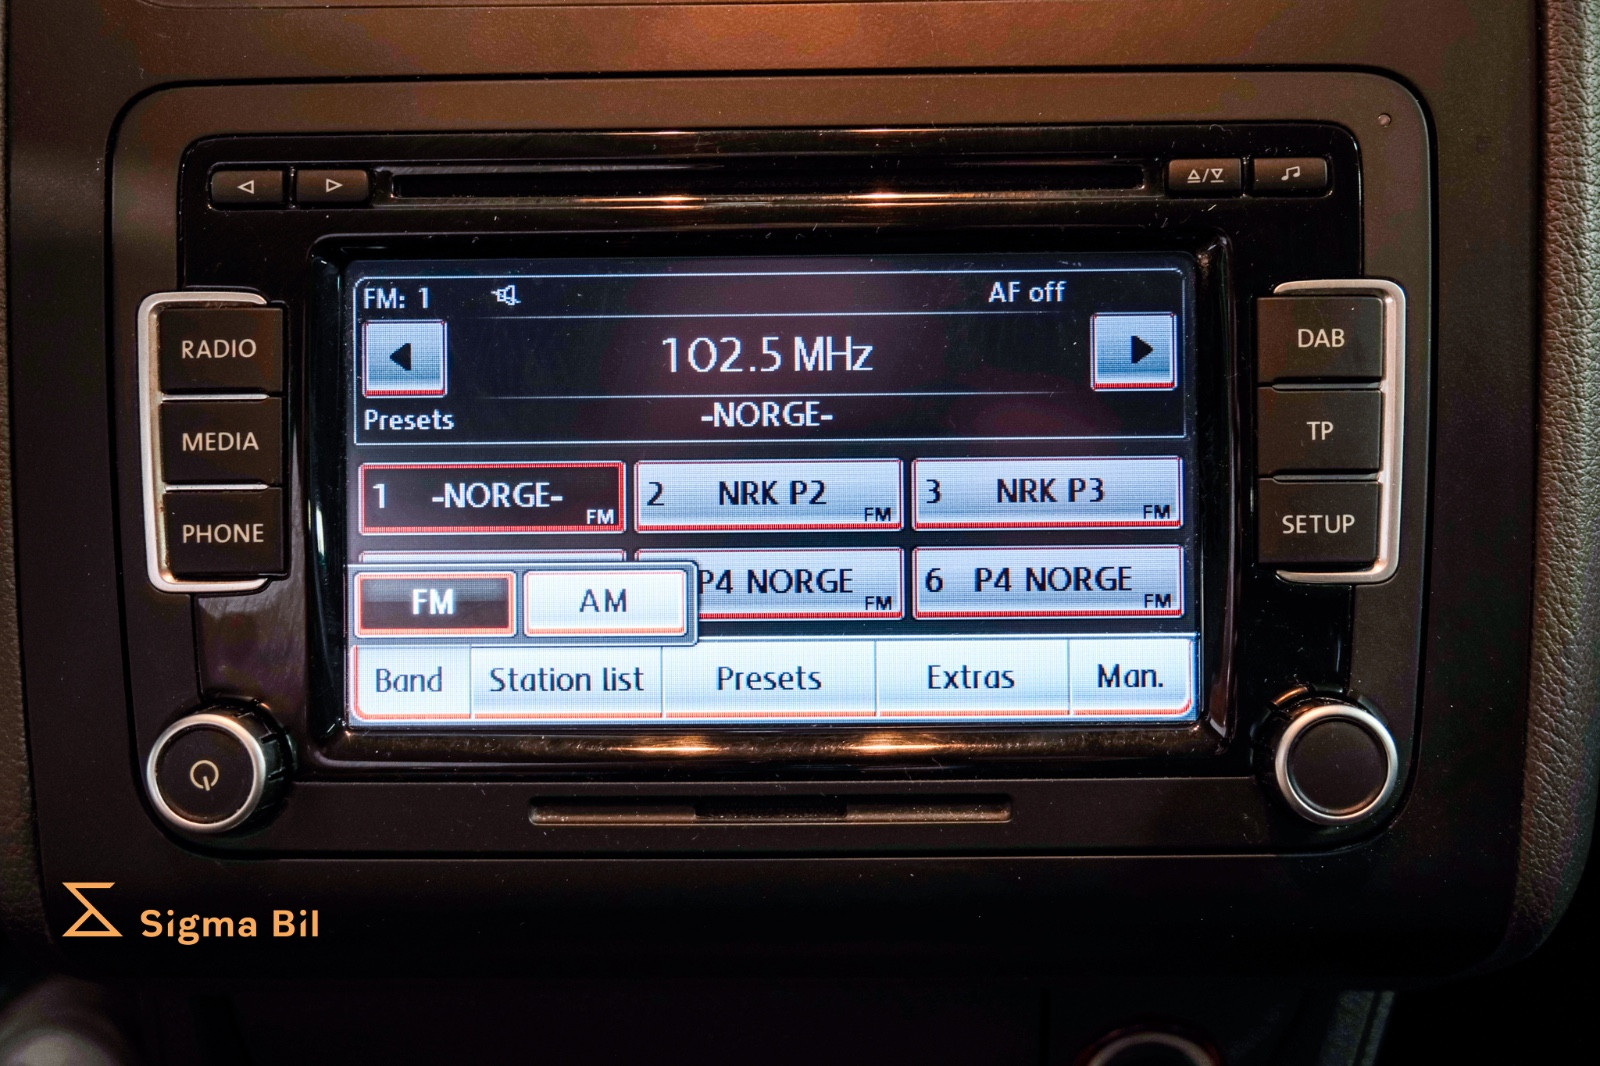 FM: 1
AF off
102.5 MHz
Presets
-NORGE-
RADIO
MEDIA
PHONE
DAB
TP
SETUP
1 -NORGE- FM
2 NRK P2 FM
3 NRK P3 FM
P4 NORGE FM
6 P4 NORGE FM
FM
AM
Band
Station list
Presets
Extras
Man.
Sigma Bil